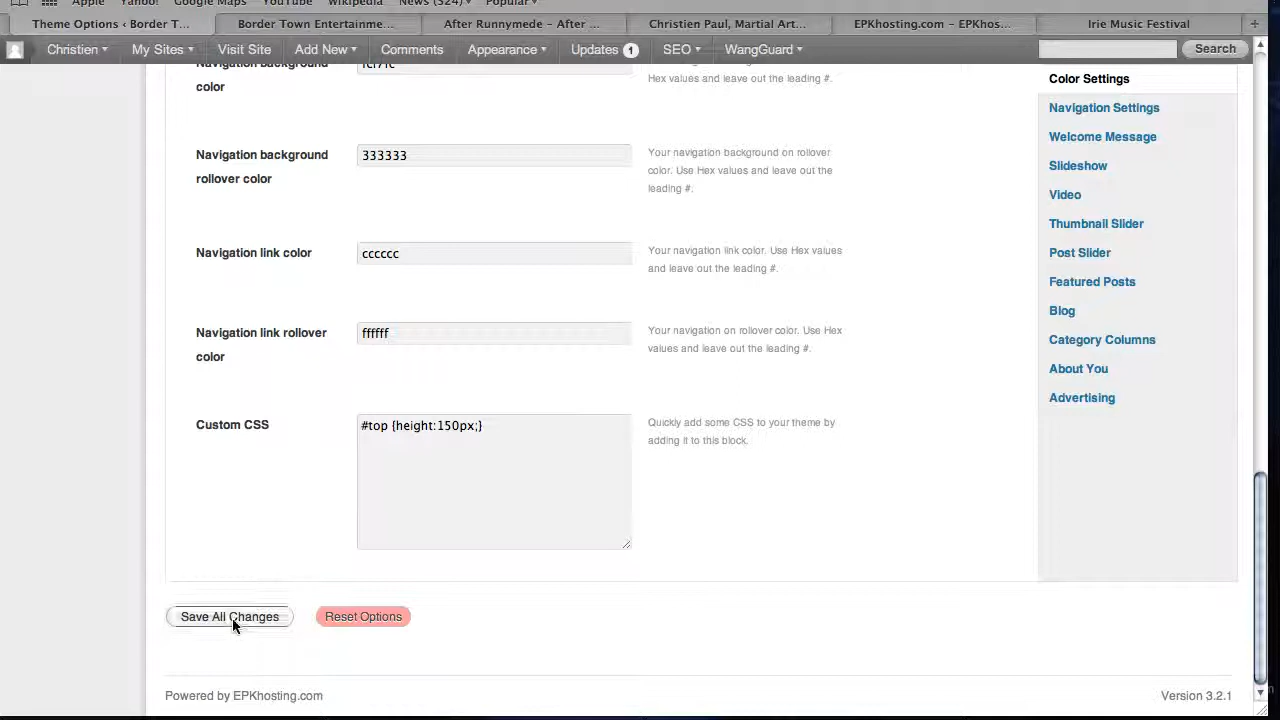 Apple Yahoo! Google Maps YouTube Wikipedia News (324) Popular
Theme Options ‹ Border T... Border Town Entertainme... After Runnymede - After ... Christien Paul, Martial Art... EPKhosting.com – EPKhos... Irie Music Festival +
Christien My Sites Visit Site Add New Comments Appearance Updates 1 SEO WangGuard Search
Navigation background
color
fcf7fc
Hex values and leave out the leading #.
Navigation background
rollover color
333333
Your navigation background on rollover
color. Use Hex values and leave out the
leading #.
Navigation link color
cccccc
Your navigation link color. Use Hex values
and leave out the leading #.
Navigation link rollover
color
ffffff
Your navigation on rollover color. Use Hex
values and leave out the leading #.
Custom CSS
#top {height:150px;}
Quickly add some CSS to your theme by
adding it to this block.
Color Settings
Navigation Settings
Welcome Message
Slideshow
Video
Thumbnail Slider
Post Slider
Featured Posts
Blog
Category Columns
About You
Advertising
Save All Changes Reset Options
Powered by EPKhosting.com Version 3.2.1